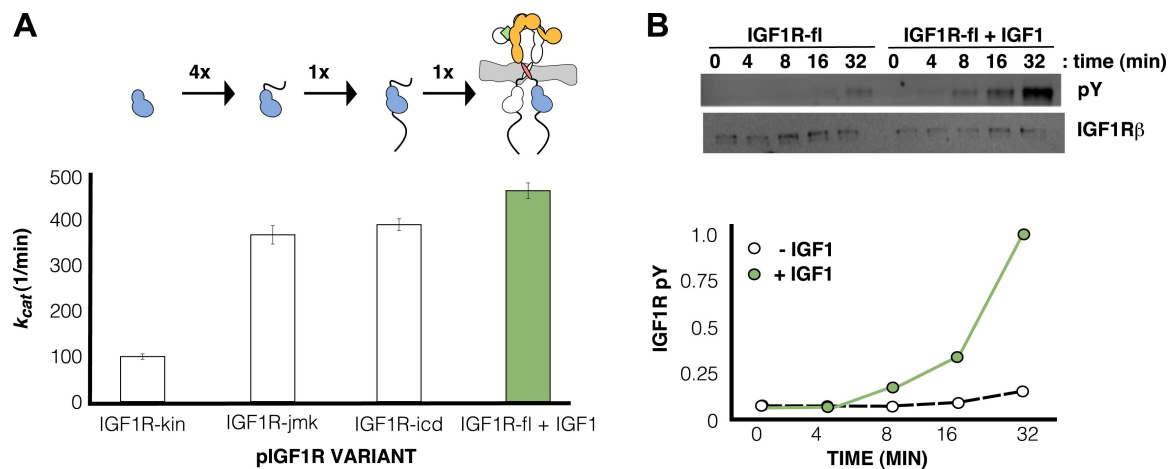 A
4x
1x
1x
500
400
300
200
100
0
kcat (1/min)
IGF1R-kin
IGF1R-jmk
IGF1R-icd
IGF1R-fl + IGF1
pIGF1R VARIANT
B
IGF1R-fl
IGF1R-fl + IGF1
0 4 8 16 32 0 4 8 16 32 : time (min)
pY
IGF1Rβ
1.0
0.75
0.5
0.25
0
IGF1R pY
- IGF1
+ IGF1
0 4 8 16 32
TIME (MIN)